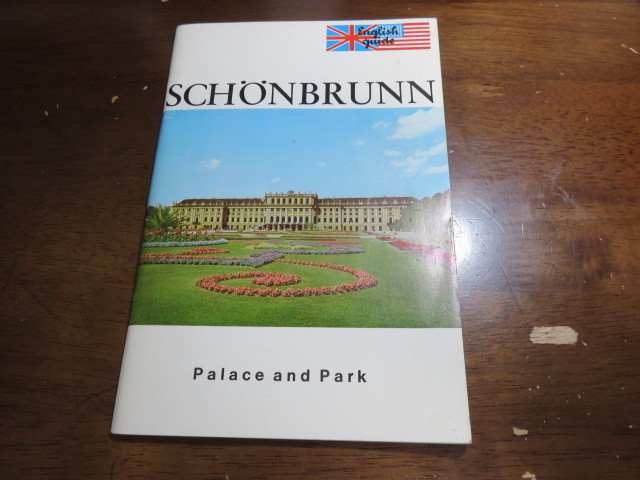 English
guide
SCHÖNBRUNN
Palace and Park